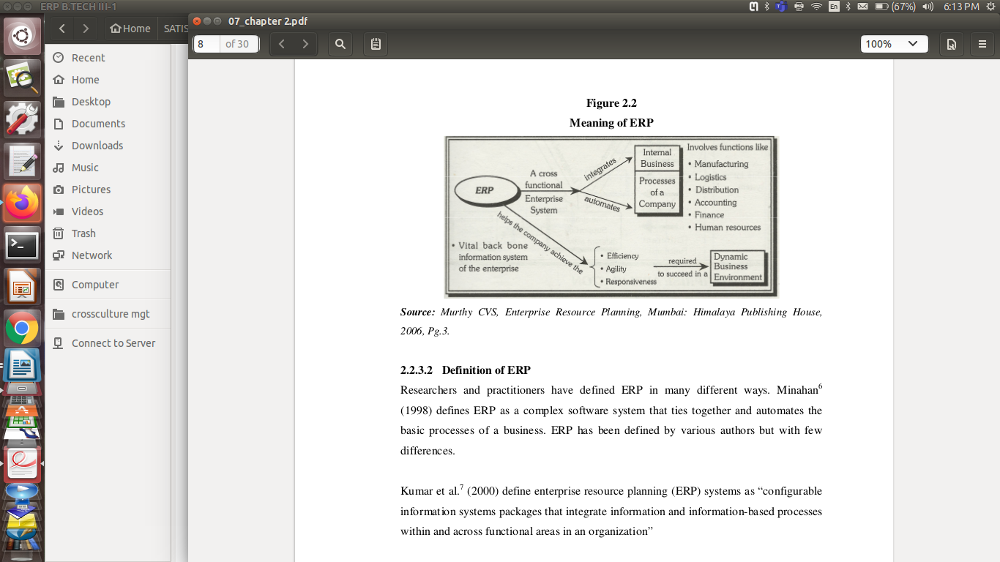 ERP B.TECH III-1
En
(67%)
6:13 PM
Home
SATIS
07_chapter 2.pdf
8
of 30
100%
Recent
Home
Desktop
Documents
Downloads
Music
Pictures
Videos
Trash
Network
Computer
crossculture mgt
Connect to Server
Figure 2.2
Meaning of ERP
ERP
A cross
functional
Enterprise
System
integrates
automates
Internal
Business
Processes
of a
Company
Involves functions like
• Manufacturing
• Logistics
• Distribution
• Accounting
• Finance
• Human resources
helps the company achieve the
• Vital back bone
information system
of the enterprise
• Efficiency
• Agility
• Responsiveness
required
to succeed in a
Dynamic
Business
Environment
Source: Murthy CVS, Enterprise Resource Planning, Mumbai: Himalaya Publishing House,
2006, Pg.3.
2.2.3.2 Definition of ERP
Researchers and practitioners have defined ERP in many different ways. Minahan6
(1998) defines ERP as a complex software system that ties together and automates the
basic processes of a business. ERP has been defined by various authors but with few
differences.
Kumar et al.7 (2000) define enterprise resource planning (ERP) systems as “configurable
information systems packages that integrate information and information-based processes
within and across functional areas in an organization”